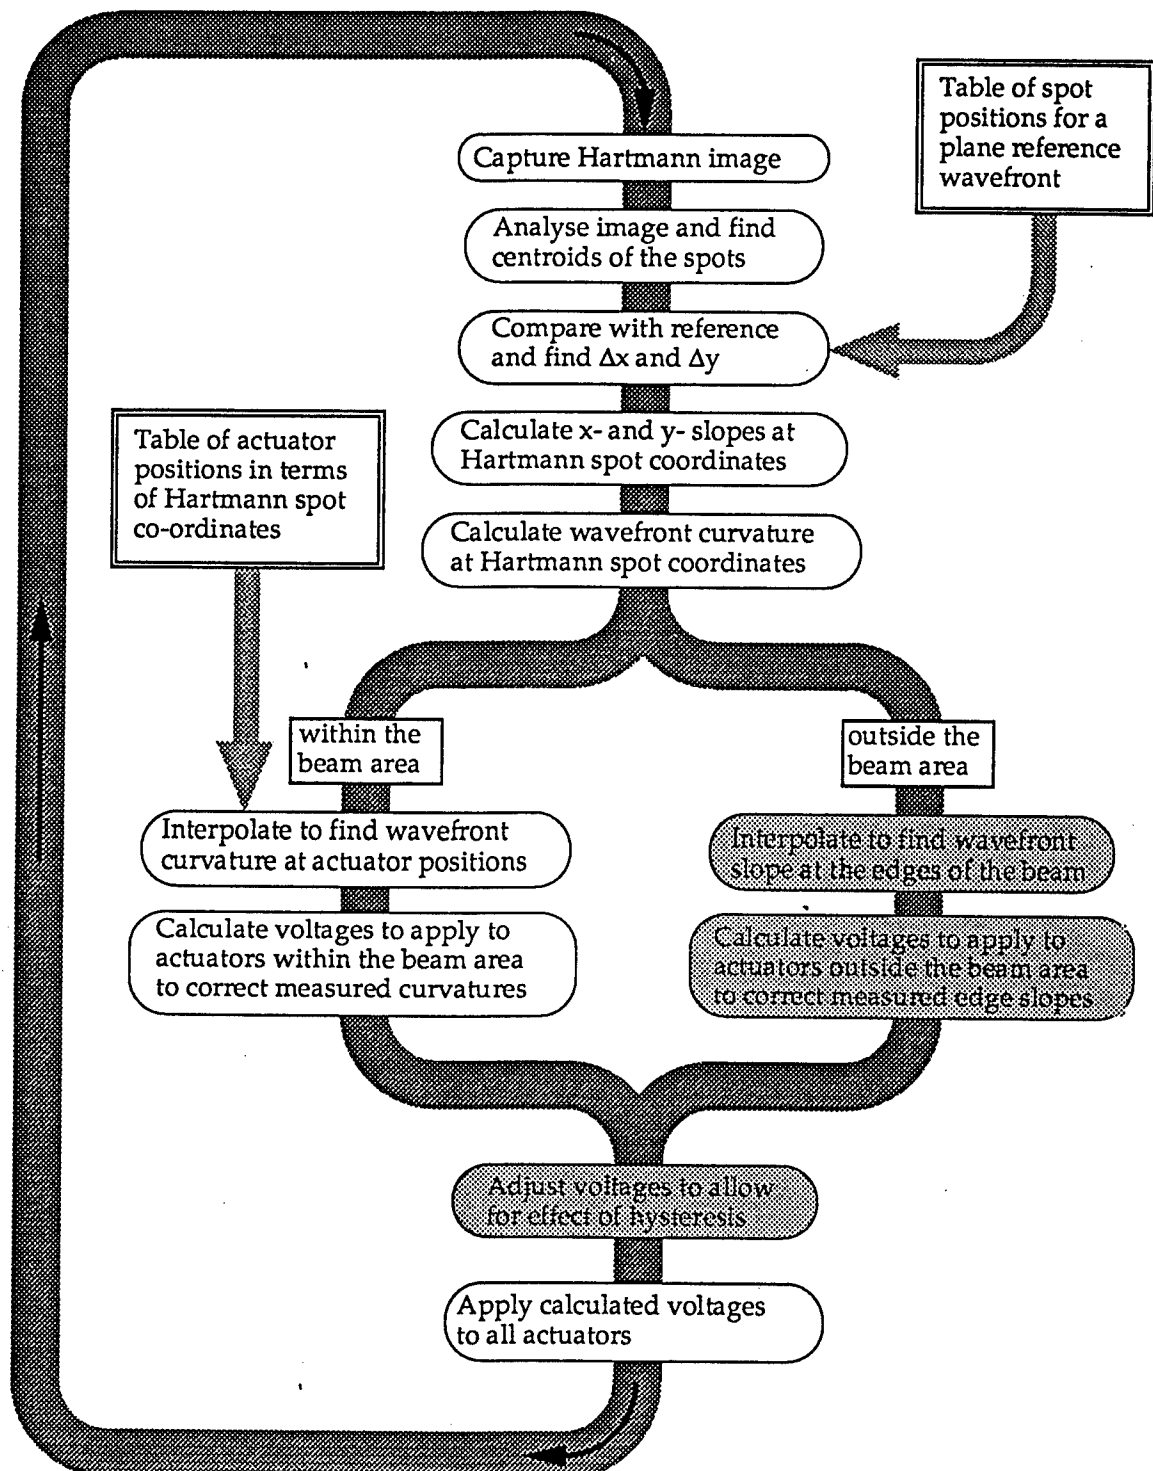 Table of spot
positions for a
plane reference
wavefront
Capture Hartmann image
Analyse image and find
centroids of the spots
Compare with reference
and find Δx and Δy
Calculate x- and y- slopes at
Hartmann spot coordinates
Table of actuator
positions in terms
of Hartmann spot
co-ordinates
Calculate wavefront curvature
at Hartmann spot coordinates
within the
beam area
outside the
beam area
Interpolate to find wavefront
curvature at actuator positions
Interpolate to find wavefront
slope at the edges of the beam
Calculate voltages to apply to
actuators within the beam area
to correct measured curvatures
Calculate voltages to apply to
actuators outside the beam area
to correct measured edge slopes
Adjust voltages to allow
for effect of hysteresis
Apply calculated voltages
to all actuators